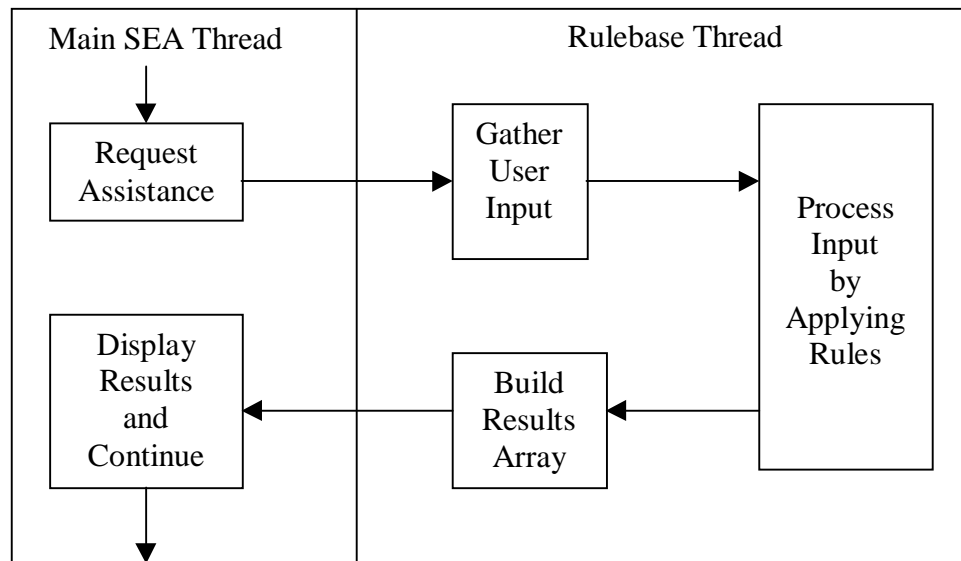 Main SEA Thread
Rulebase Thread
Request
Assistance
Gather
User
Input
Process
Input
by
Applying
Rules
Display
Results
and
Continue
Build
Results
Array